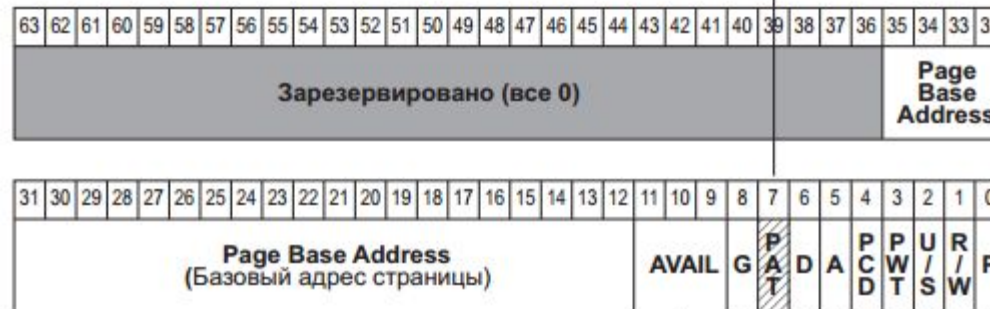 63 62 61 60 59 58 57 56 55 54 53 52 51 50 49 48 47 46 45 44 43 42 41 40 39 38 37 36 35 34 33 3
Зарезервировано (все 0)
Page
Base
Address
31 30 29 28 27 26 25 24 23 22 21 20 19 18 17 16 15 14 13 12 11 10 9 8 7 6 5 4 3 2 1 0
Page Base Address
(Базовый адрес страницы)
AVAIL G PAT D A PCD PWT U/S R/W P